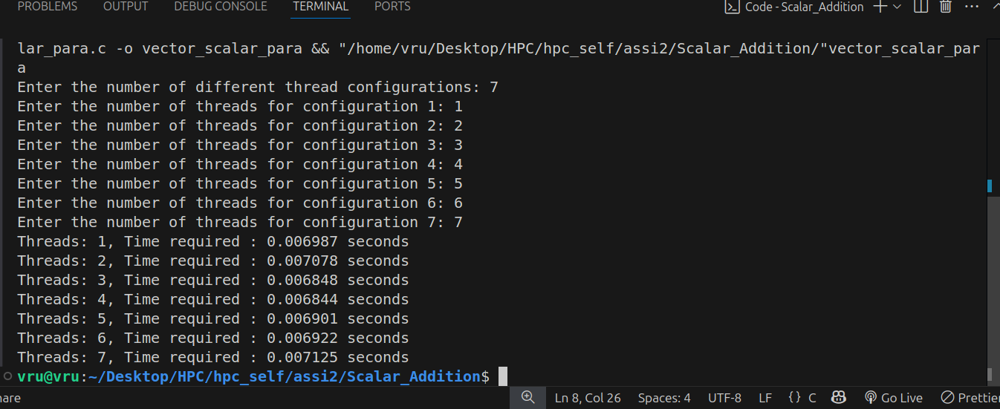 PROBLEMS OUTPUT DEBUG CONSOLE TERMINAL PORTS Code - Scalar_Addition
lar_para.c -o vector_scalar_para && "/home/vru/Desktop/HPC/hpc_self/assi2/Scalar_Addition/"vector_scalar_par
a
Enter the number of different thread configurations: 7
Enter the number of threads for configuration 1: 1
Enter the number of threads for configuration 2: 2
Enter the number of threads for configuration 3: 3
Enter the number of threads for configuration 4: 4
Enter the number of threads for configuration 5: 5
Enter the number of threads for configuration 6: 6
Enter the number of threads for configuration 7: 7
Threads: 1, Time required : 0.006987 seconds
Threads: 2, Time required : 0.007078 seconds
Threads: 3, Time required : 0.006848 seconds
Threads: 4, Time required : 0.006844 seconds
Threads: 5, Time required : 0.006901 seconds
Threads: 6, Time required : 0.006922 seconds
Threads: 7, Time required : 0.007125 seconds
vru@vru:~/Desktop/HPC/hpc_self/assi2/Scalar_Addition$
are Ln 8, Col 26 Spaces: 4 UTF-8 LF {} C Go Live Prettier